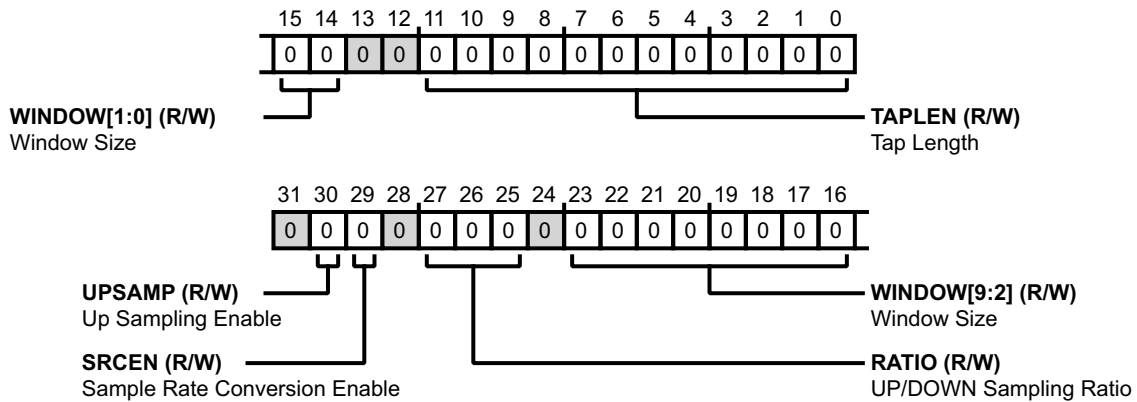 15 14 13 12 11 10 9 8 7 6 5 4 3 2 1 0
0 0 0 0 0 0 0 0 0 0 0 0 0 0 0 0
WINDOW[1:0] (R/W)
Window Size
TAPLEN (R/W)
Tap Length
31 30 29 28 27 26 25 24 23 22 21 20 19 18 17 16
0 0 0 0 0 0 0 0 0 0 0 0 0 0 0 0
UPSAMP (R/W)
Up Sampling Enable
WINDOW[9:2] (R/W)
Window Size
SRCEN (R/W)
Sample Rate Conversion Enable
RATIO (R/W)
UP/DOWN Sampling Ratio